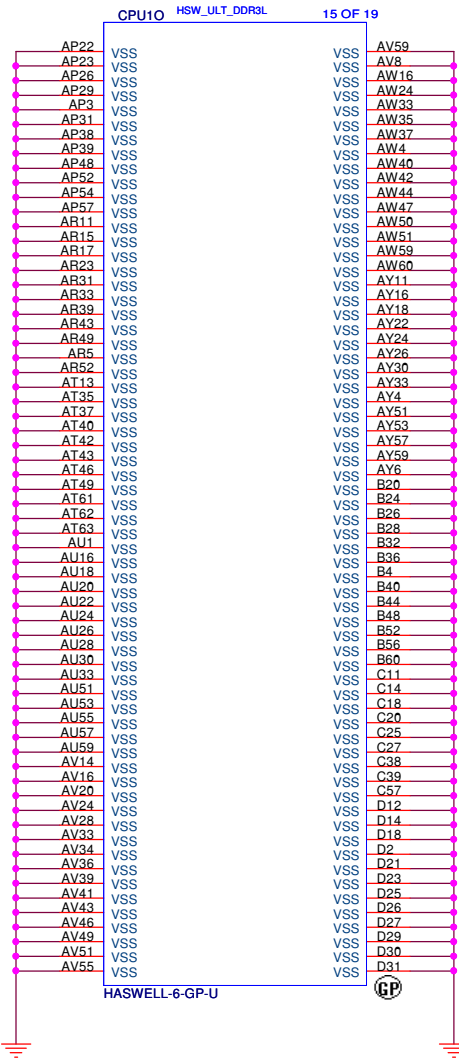 CPU1O HSW_ULT_DDR3L 15 OF 19
AP22 VSS VSS AV59
AP23 VSS VSS AV8
AP26 VSS VSS AW16
AP29 VSS VSS AW24
AP3 VSS VSS AW33
AP31 VSS VSS AW35
AP38 VSS VSS AW37
AP39 VSS VSS AW4
AP48 VSS VSS AW40
AP52 VSS VSS AW42
AP54 VSS VSS AW44
AP57 VSS VSS AW47
AR11 VSS VSS AW50
AR15 VSS VSS AW51
AR17 VSS VSS AW59
AR23 VSS VSS AW60
AR31 VSS VSS AY11
AR33 VSS VSS AY16
AR39 VSS VSS AY18
AR43 VSS VSS AY22
AR49 VSS VSS AY24
AR5 VSS VSS AY26
AR52 VSS VSS AY30
AT13 VSS VSS AY33
AT35 VSS VSS AY4
AT37 VSS VSS AY51
AT40 VSS VSS AY53
AT42 VSS VSS AY57
AT43 VSS VSS AY59
AT46 VSS VSS AY6
AT49 VSS VSS B20
AT61 VSS VSS B24
AT62 VSS VSS B26
AT63 VSS VSS B28
AU1 VSS VSS B32
AU16 VSS VSS B36
AU18 VSS VSS B4
AU20 VSS VSS B40
AU22 VSS VSS B44
AU24 VSS VSS B48
AU26 VSS VSS B52
AU28 VSS VSS B56
AU30 VSS VSS B60
AU33 VSS VSS C11
AU51 VSS VSS C14
AU53 VSS VSS C18
AU55 VSS VSS C20
AU57 VSS VSS C25
AU59 VSS VSS C27
AV14 VSS VSS C38
AV16 VSS VSS C39
AV20 VSS VSS C57
AV24 VSS VSS D12
AV28 VSS VSS D14
AV33 VSS VSS D18
AV34 VSS VSS D2
AV36 VSS VSS D21
AV39 VSS VSS D23
AV41 VSS VSS D25
AV43 VSS VSS D26
AV46 VSS VSS D27
AV49 VSS VSS D29
AV51 VSS VSS D30
AV55 VSS VSS D31
HASWELL-6-GP-U GP